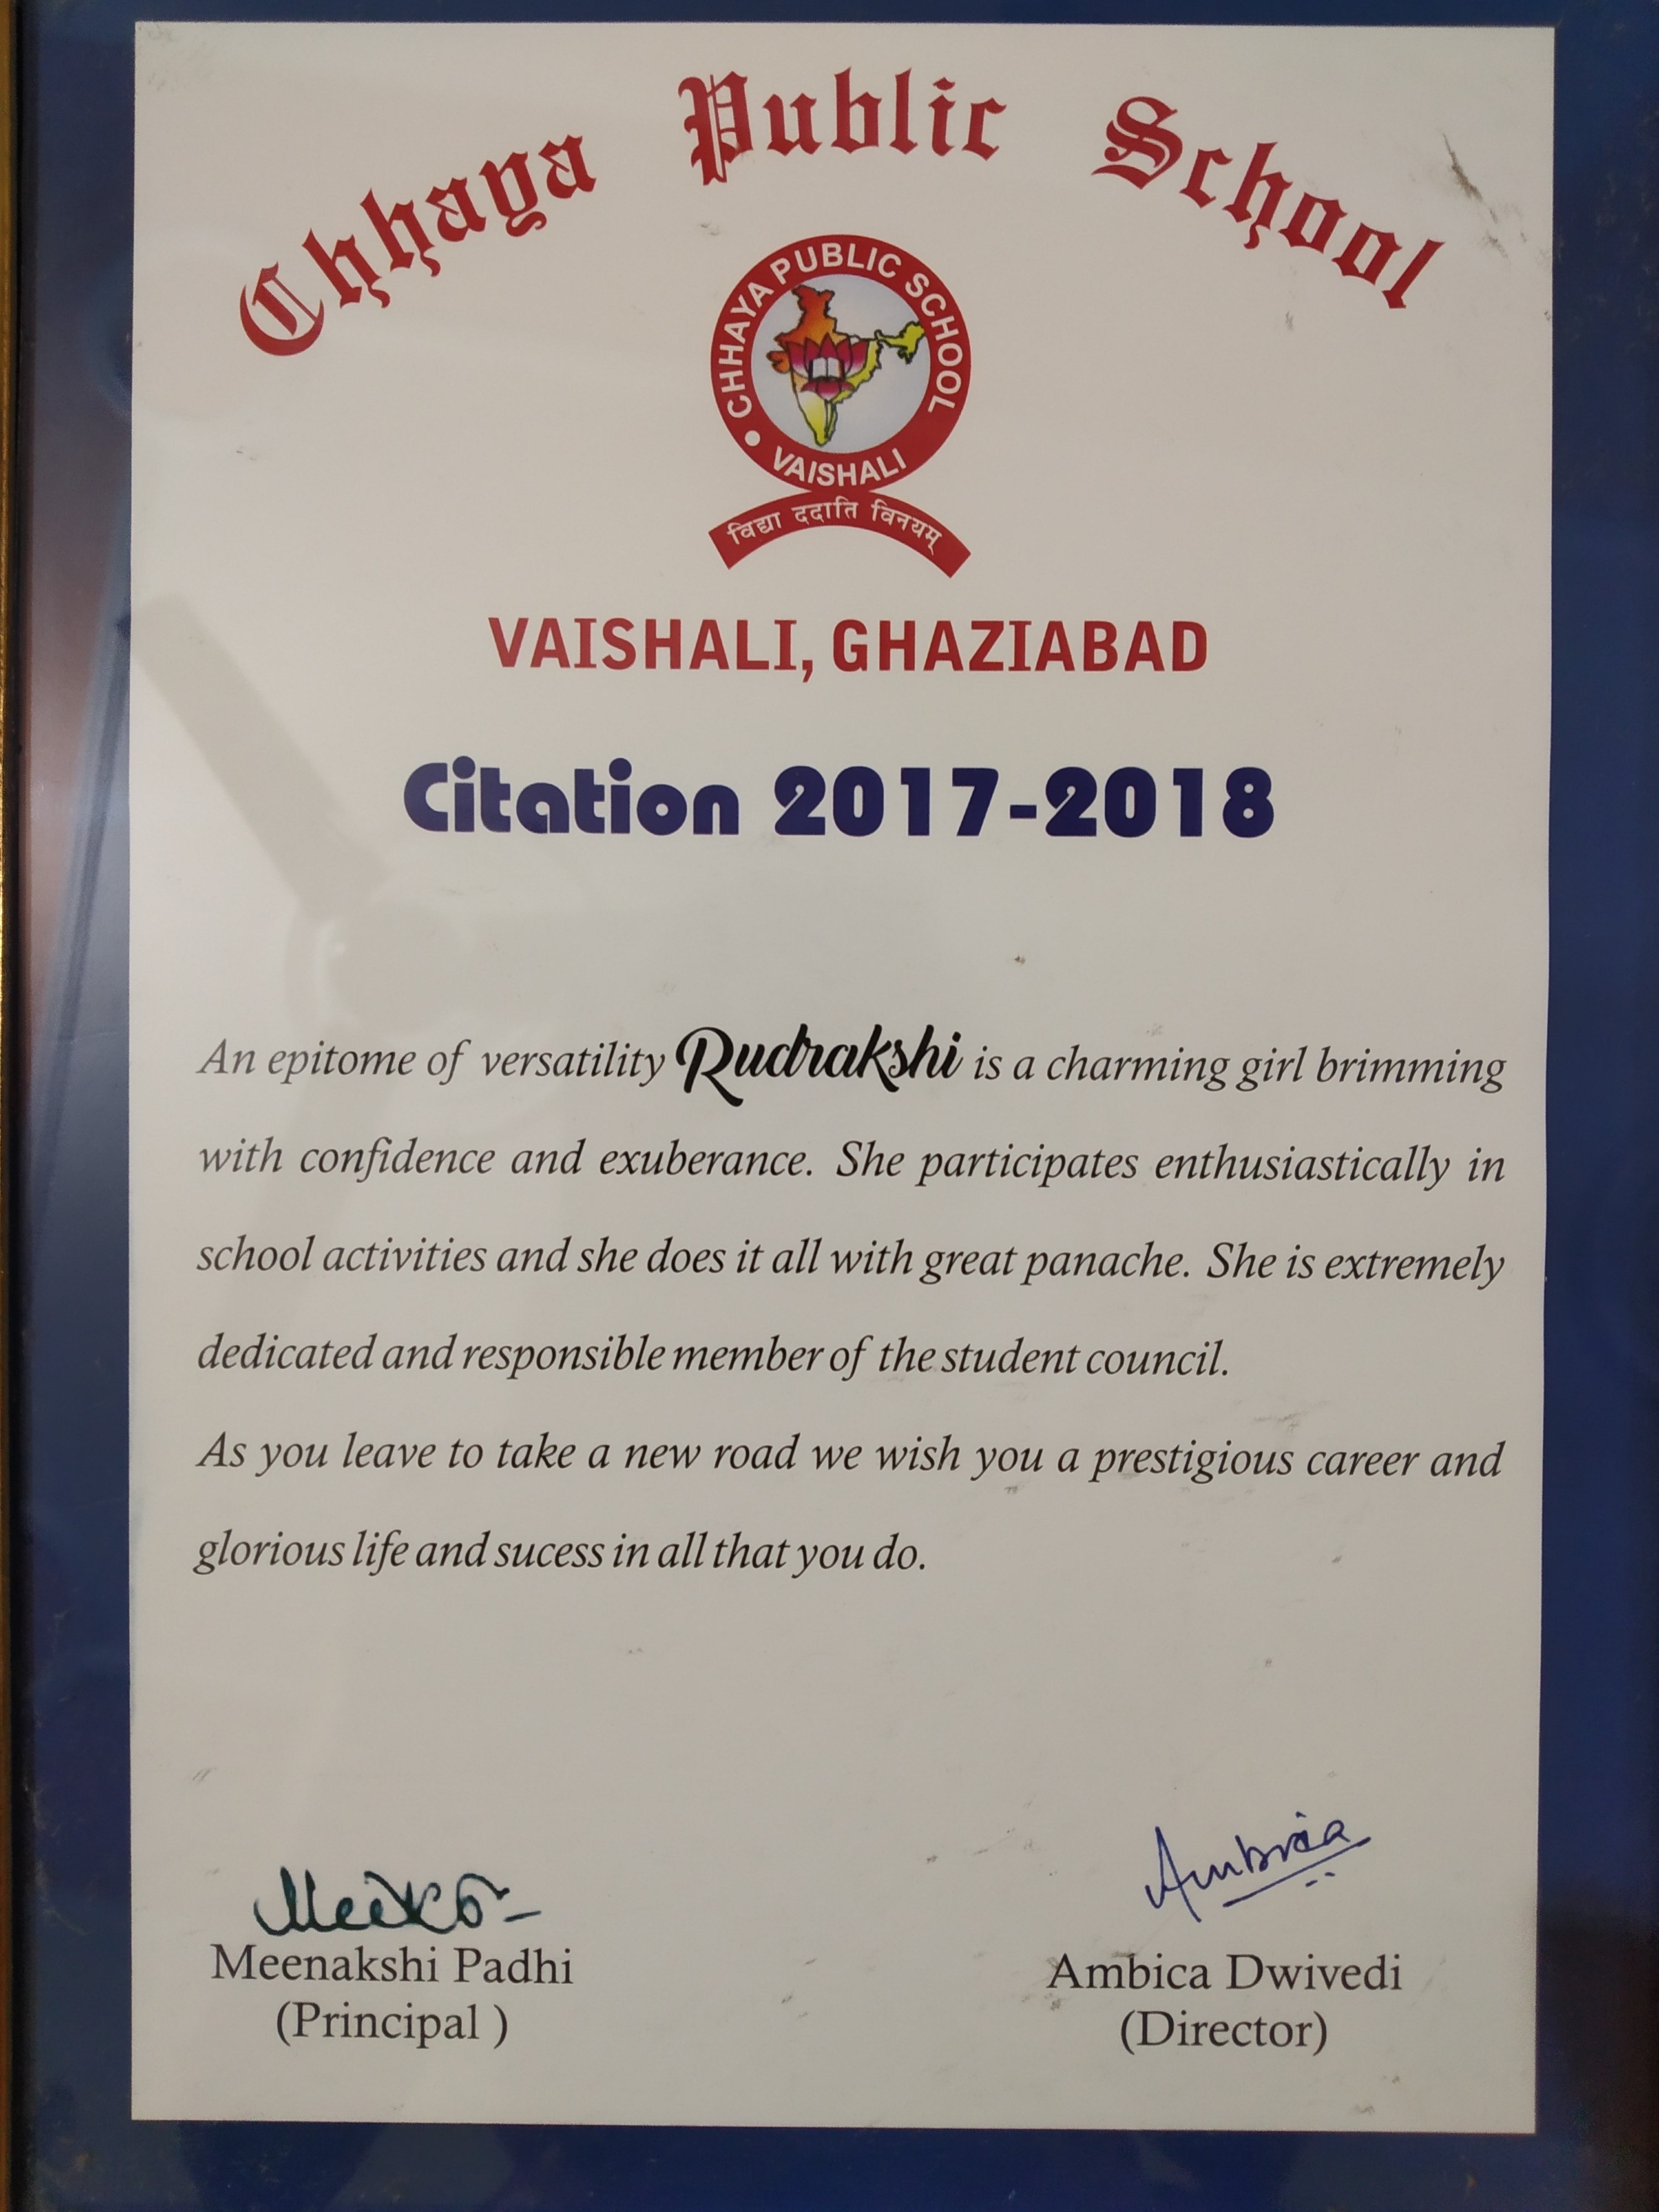 Chhaya Public School
CHHAYA PUBLIC SCHOOL
VAISHALI
विद्या ददाति विनयम्
VAISHALI, GHAZIABAD
Citation 2017-2018
An epitome of versatility Rudrakshi is a charming girl brimming
with confidence and exuberance. She participates enthusiastically in
school activities and she does it all with great panache. She is extremely
dedicated and responsible member of the student council.
As you leave to take a new road we wish you a prestigious career and
glorious life and sucess in all that you do.
Ambica
Meenakshi Padhi
(Principal )
Ambica Dwivedi
(Director)